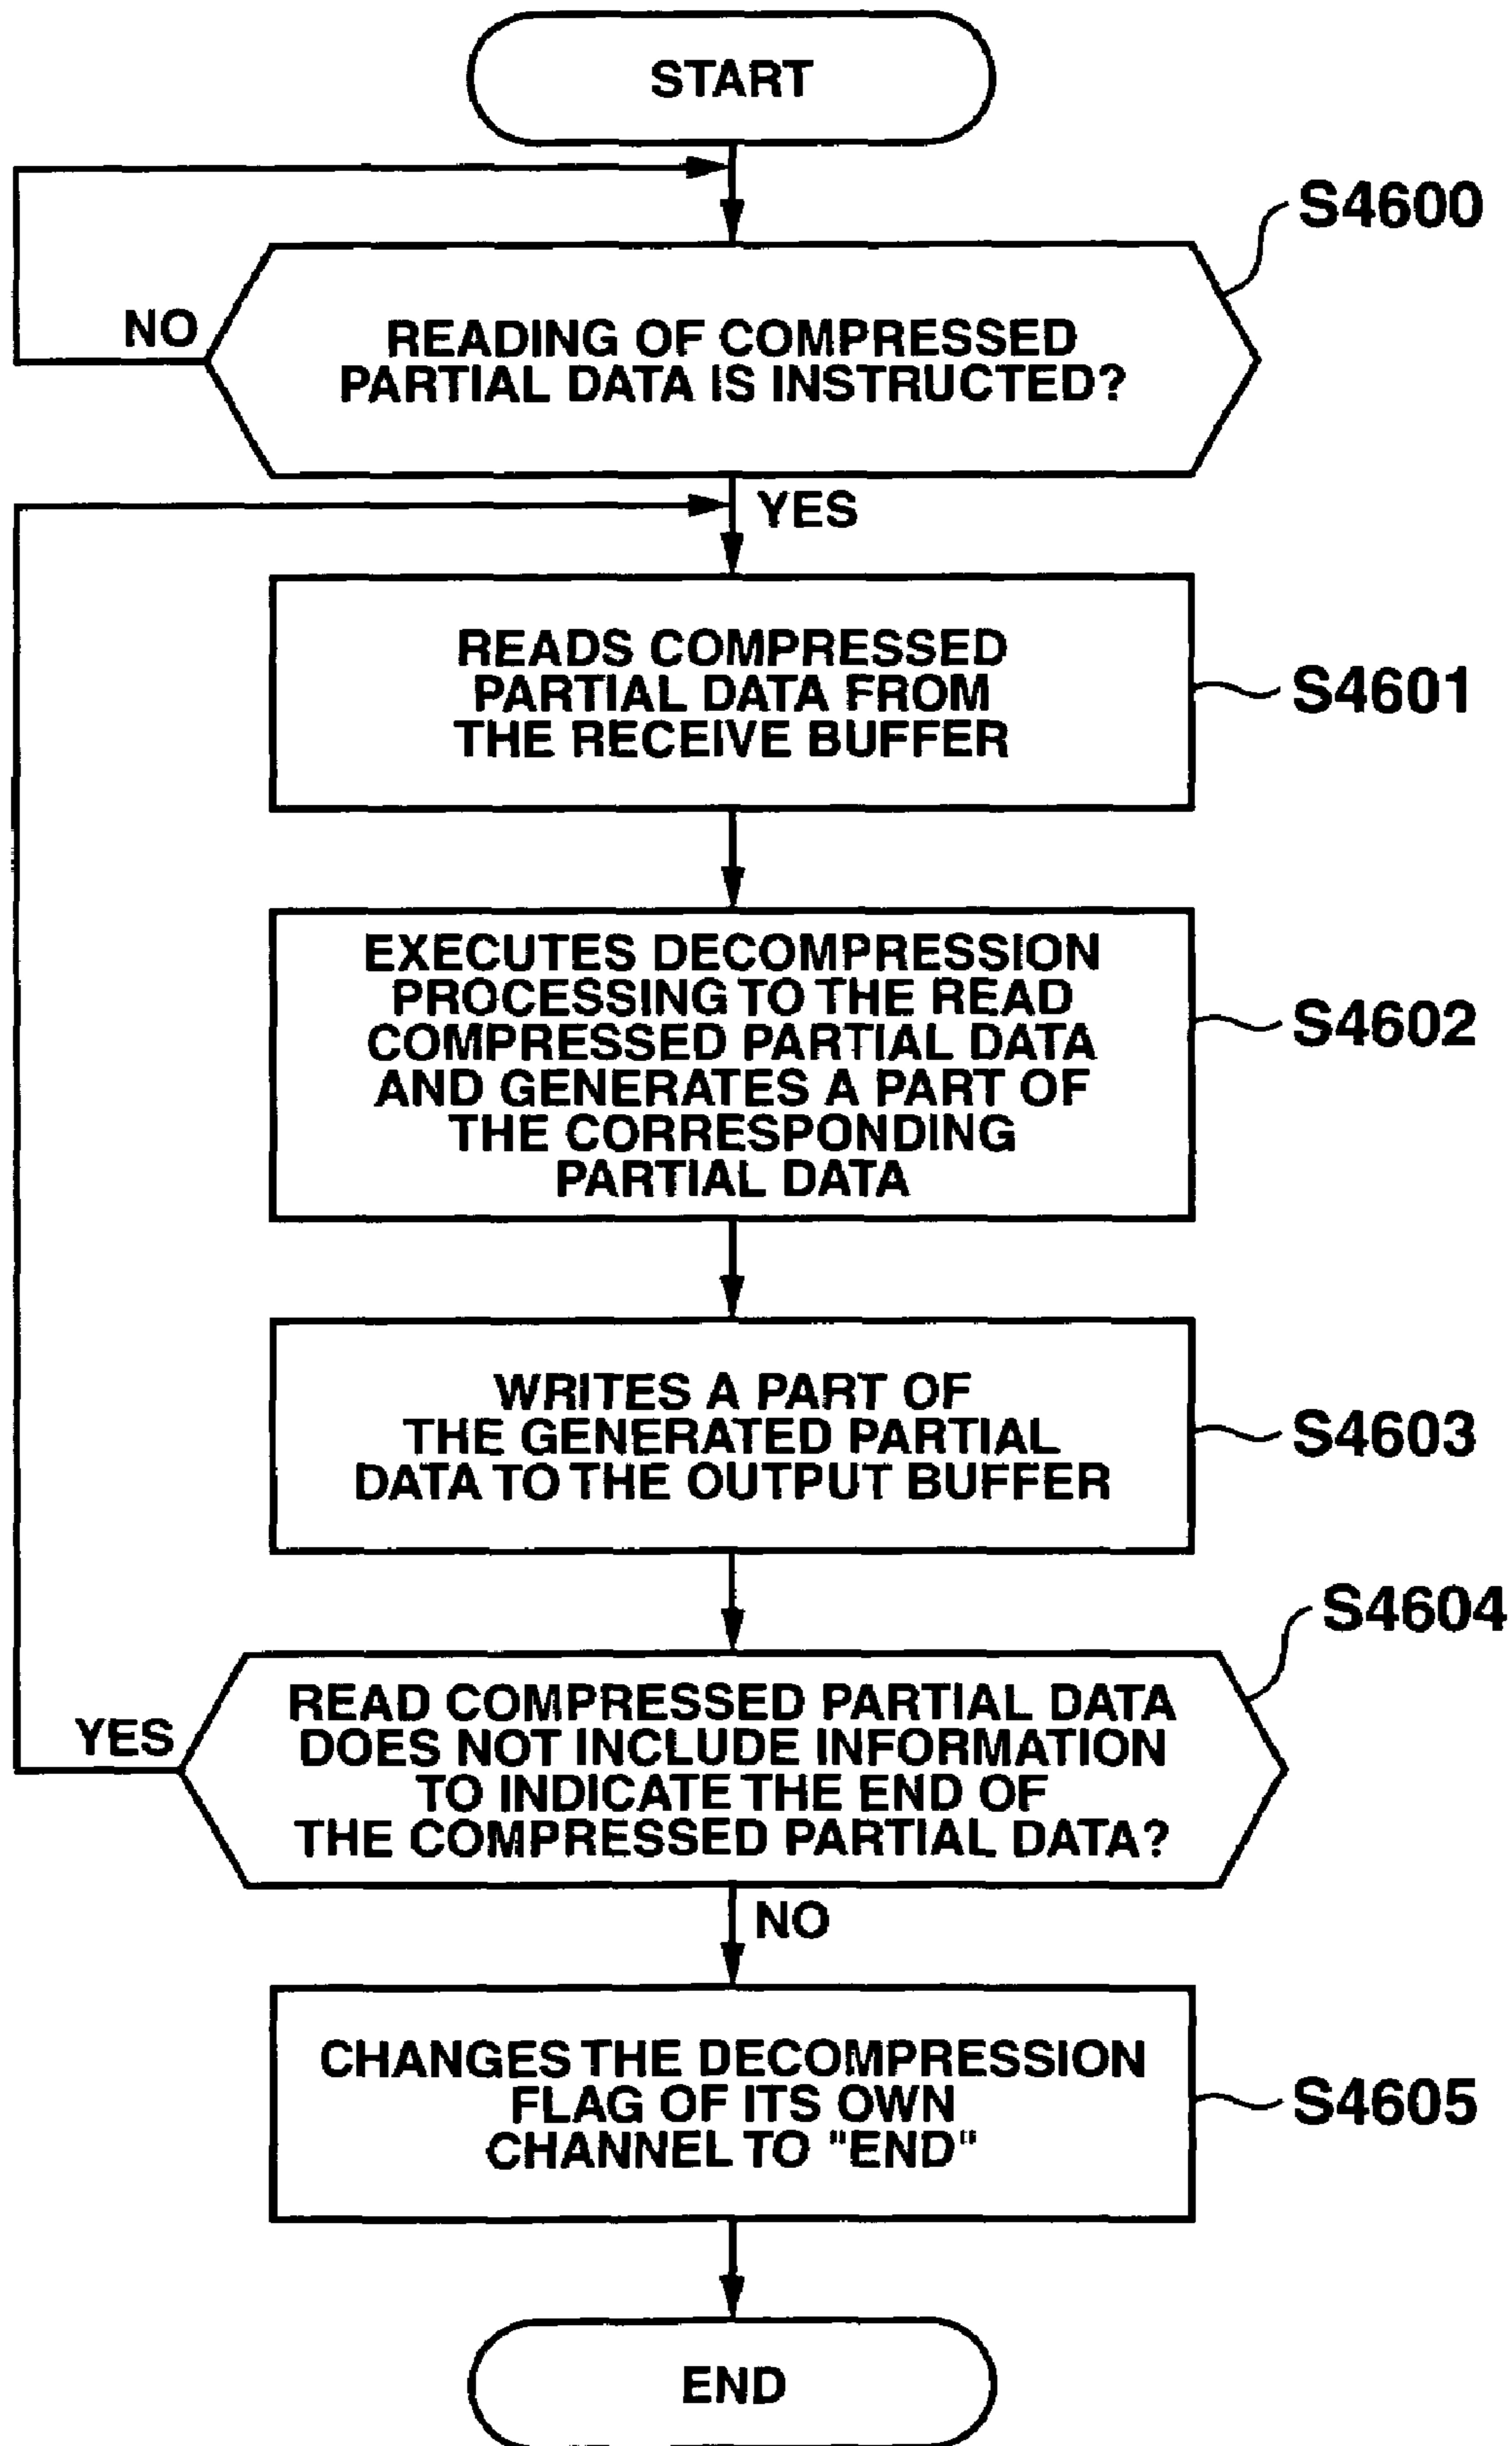 START
S4600
NO
READING OF COMPRESSED
PARTIAL DATA IS INSTRUCTED?
YES
READS COMPRESSED
PARTIAL DATA FROM
THE RECEIVE BUFFER
S4601
EXECUTES DECOMPRESSION
PROCESSING TO THE READ
COMPRESSED PARTIAL DATA
AND GENERATES A PART OF
THE CORRESPONDING
PARTIAL DATA
S4602
WRITES A PART OF
THE GENERATED PARTIAL
DATA TO THE OUTPUT BUFFER
S4603
S4604
YES
READ COMPRESSED PARTIAL DATA
DOES NOT INCLUDE INFORMATION
TO INDICATE THE END OF
THE COMPRESSED PARTIAL DATA?
NO
CHANGES THE DECOMPRESSION
FLAG OF ITS OWN
CHANNEL TO "END"
S4605
END